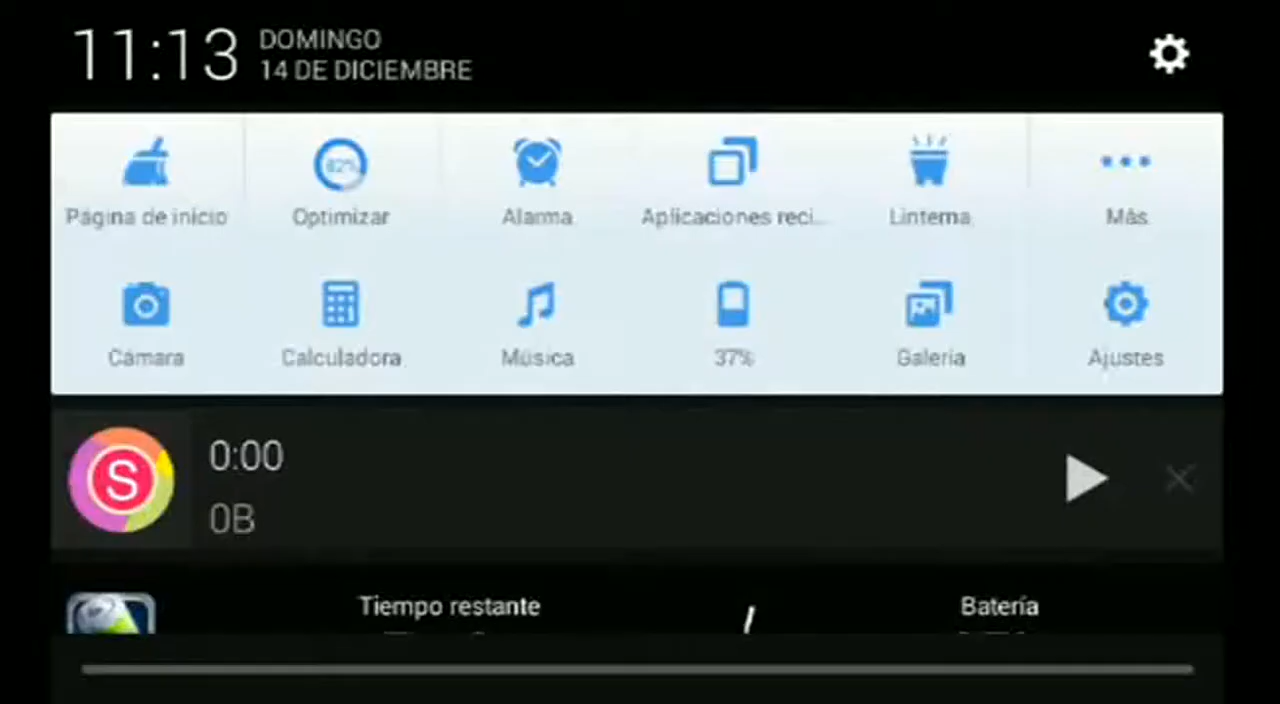 11:13
DOMINGO
14 DE DICIEMBRE
82%
Página de inicio
Optimizar
Alarma
Aplicaciones reci...
Linterna
Más
Cámara
Calculadora
Música
37%
Galería
Ajustes
S
0:00
0B
Tiempo restante
/
Batería